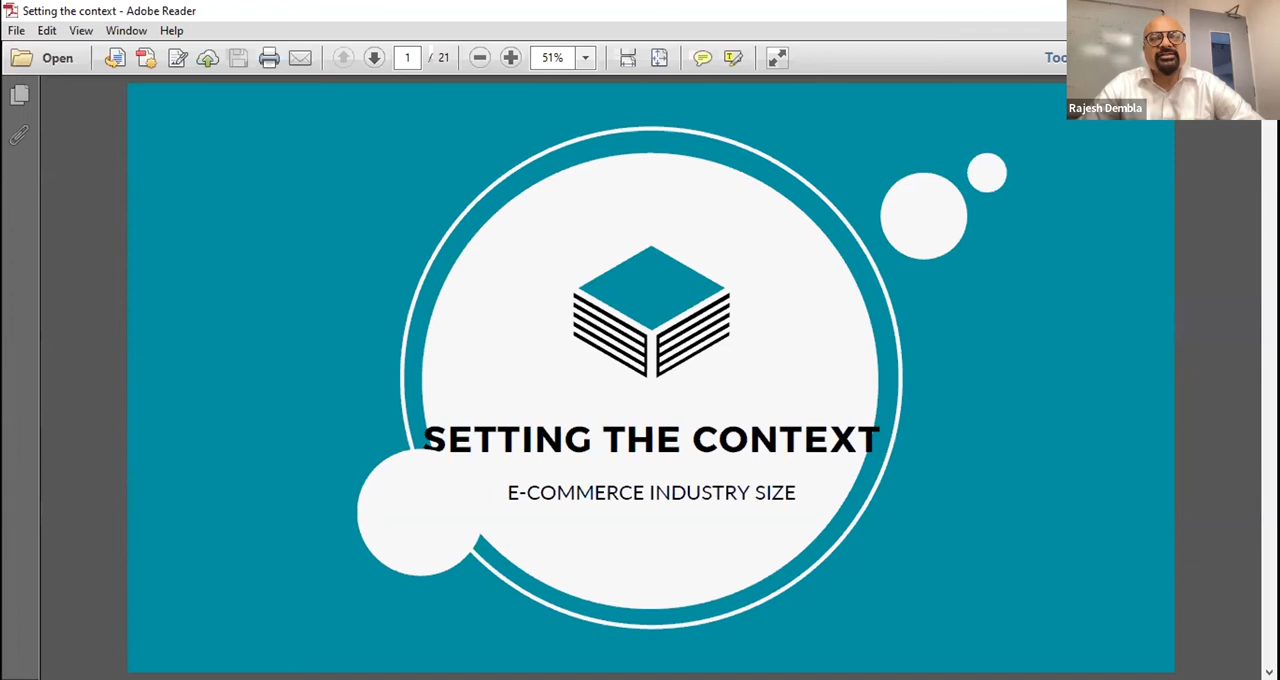 Setting the context - Adobe Reader
File Edit View Window Help
Open 1 / 21 51%
Rajesh Dembla
SETTING THE CONTEXT
E-COMMERCE INDUSTRY SIZE